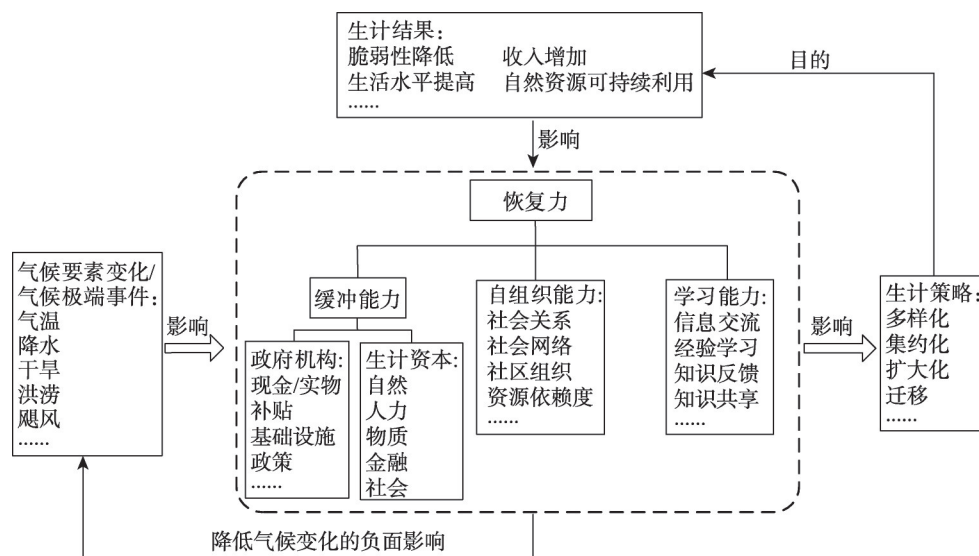 生计结果：
脆弱性降低 收入增加
生活水平提高 自然资源可持续利用
......
目的
影响
恢复力
气候要素变化/
气候极端事件：
气温
降水
干旱
洪涝
飓风
......
影响
缓冲能力
政府机构:
现金/实物
补贴
基础设施
政策
......
生计资本:
自然
人力
物质
金融
社会
自组织能力:
社会关系
社会网络
社区组织
资源依赖度
......
学习能力:
信息交流
经验学习
知识反馈
知识共享
......
影响
生计策略：
多样化
集约化
扩大化
迁移
......
降低气候变化的负面影响